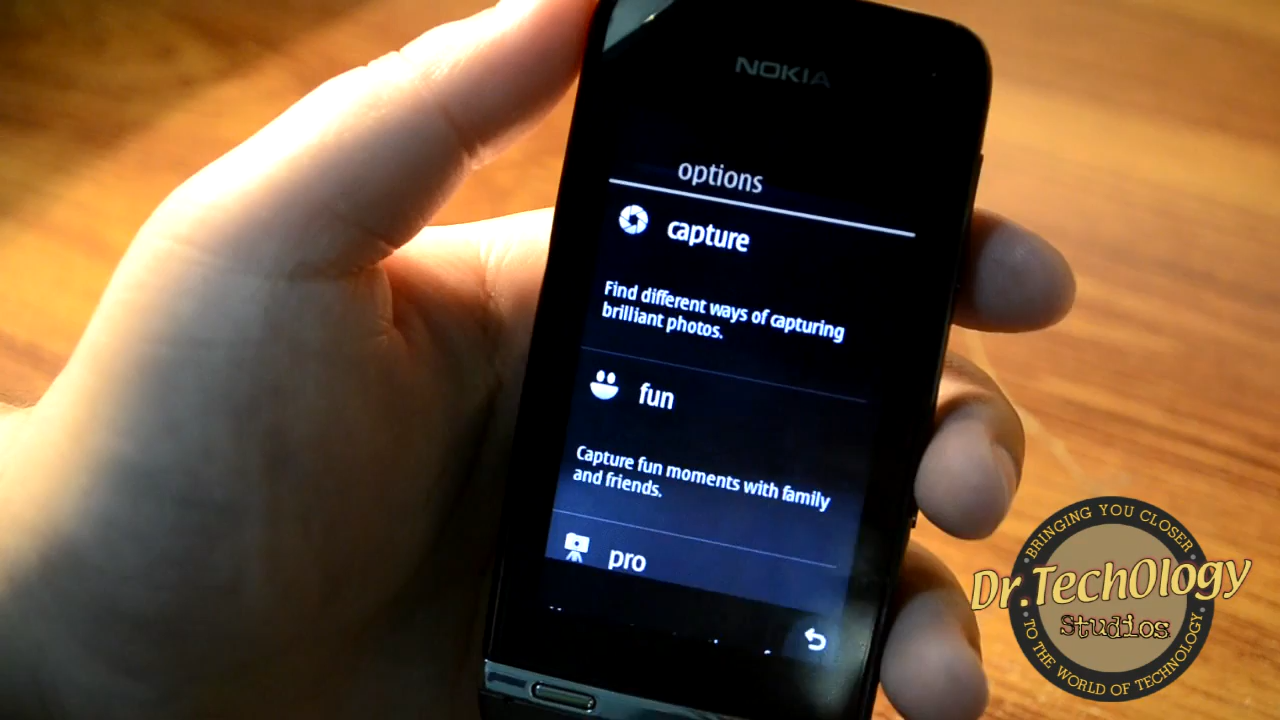 NOKIA
options
capture
Find different ways of capturing
brilliant photos.
fun
Capture fun moments with family
and friends.
pro
BRINGING YOU CLOSER
Dr.TechOlogy
Studios
TO THE WORLD OF TECHNOLOGY